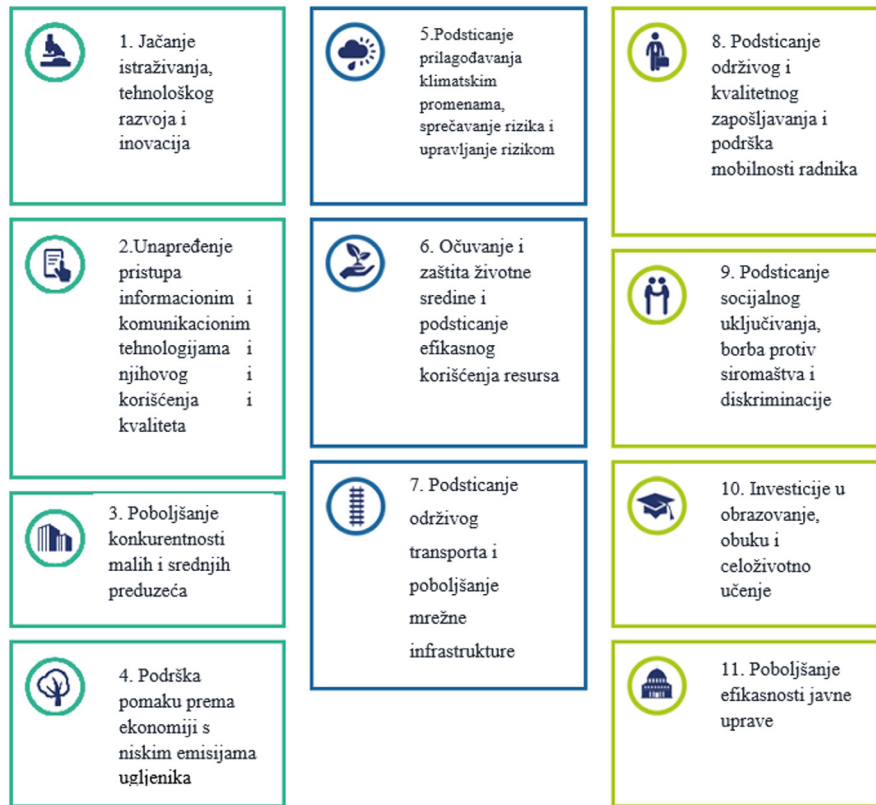 1. Jačanje
istraživanja,
tehnološkog
razvoja i
inovacija
2.Unapređenje
pristupa
informacionim i
komunikacionim
tehnologijama i
njihovog i
korišćenja i
kvaliteta
3. Poboljšanje
konkurentnosti
malih i srednjih
preduzeća
4. Podrška
pomaku prema
ekonomiji s
niskim emisijama
ugljenika
5.Podsticanje
prilagođavanja
klimatskim
promenama,
sprečavanje rizika i
upravljanje rizikom
6. Očuvanje i
zaštita životne
sredine i
podsticanje
efikasnog
korišćenja resursa
7. Podsticanje
održivog
transporta i
poboljšanje
mrežne
infrastrukture
8. Podsticanje
održivog i
kvalitetnog
zapošljavanja i
podrška
mobilnosti radnika
9. Podsticanje
socijalnog
uključivanja,
borba protiv
siromaštva i
diskriminacije
10. Investicije u
obrazovanje,
obuku i
celoživotno
učenje
11. Poboljšanje
efikasnosti javne
uprave